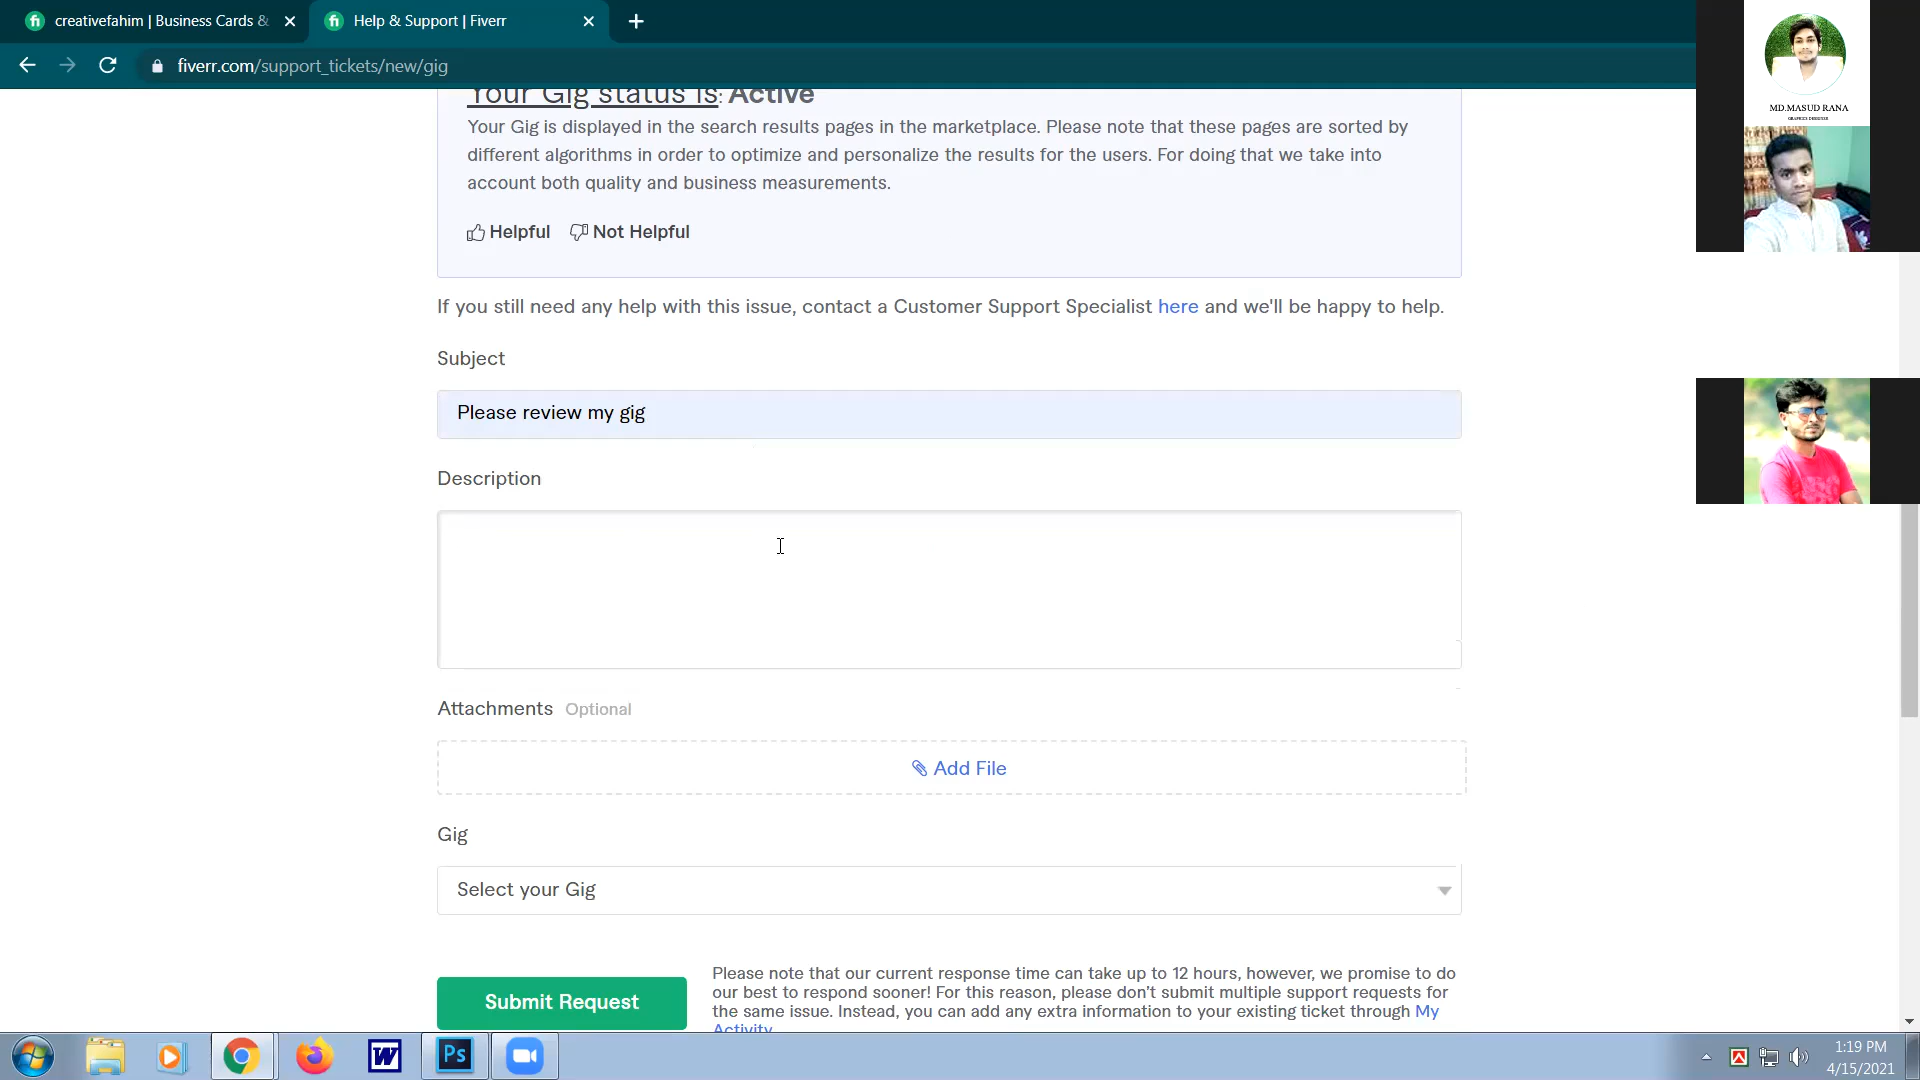 creativefahim | Business Cards &
Help & Support | Fiverr
fiverr.com/support_tickets/new/gig
MD.MASUD RANA
GRAPHICS DESIGNER
Your Gig status is: Active
Your Gig is displayed in the search results pages in the marketplace. Please note that these pages are sorted by
different algorithms in order to optimize and personalize the results for the users. For doing that we take into
account both quality and business measurements.
Helpful
Not Helpful
If you still need any help with this issue, contact a Customer Support Specialist here and we'll be happy to help.
Subject
Please review my gig
Description
Attachments Optional
Add File
Gig
Select your Gig
Submit Request
Please note that our current response time can take up to 12 hours, however, we promise to do
our best to respond sooner! For this reason, please don't submit multiple support requests for
the same issue. Instead, you can add any extra information to your existing ticket through My
Activity
W
Ps
1:19 PM
4/15/2021